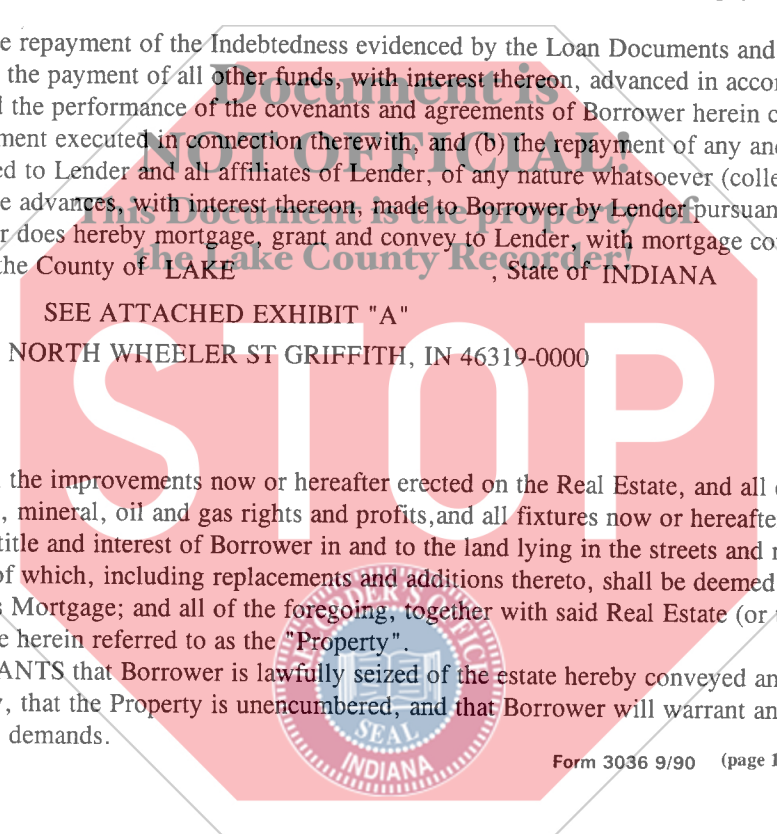 e repayment of the Indebtedness evidenced by the Loan Documents and
the payment of all other funds, with interest thereon, advanced in accor
Document is
d the performance of the covenants and agreements of Borrower herein c
ment executed in connection therewith, and (b) the repayment of any and
NOT OFFICIAL!
ed to Lender and all affiliates of Lender, of any nature whatsoever (colle
e advances, with interest thereon, made to Borrower by Lender pursuan
This Document is the property of
r does hereby mortgage, grant and convey to Lender, with mortgage co
the Lake County Recorder!
the County of LAKE , State of INDIANA
SEE ATTACHED EXHIBIT "A"
NORTH WHEELER ST GRIFFITH, IN 46319-0000
STOP
the improvements now or hereafter erected on the Real Estate, and all
, mineral, oil and gas rights and profits,and all fixtures now or hereafte
title and interest of Borrower in and to the land lying in the streets and
of which, including replacements and additions thereto, shall be deemed
s Mortgage; and all of the foregoing, together with said Real Estate (or
e herein referred to as the "Property".
ANTS that Borrower is lawfully seized of the estate hereby conveyed an
, that the Property is unencumbered, and that Borrower will warrant an
demands.
RECORDER'S OFFICE
SEAL
INDIANA
Form 3036 9/90 (page 1